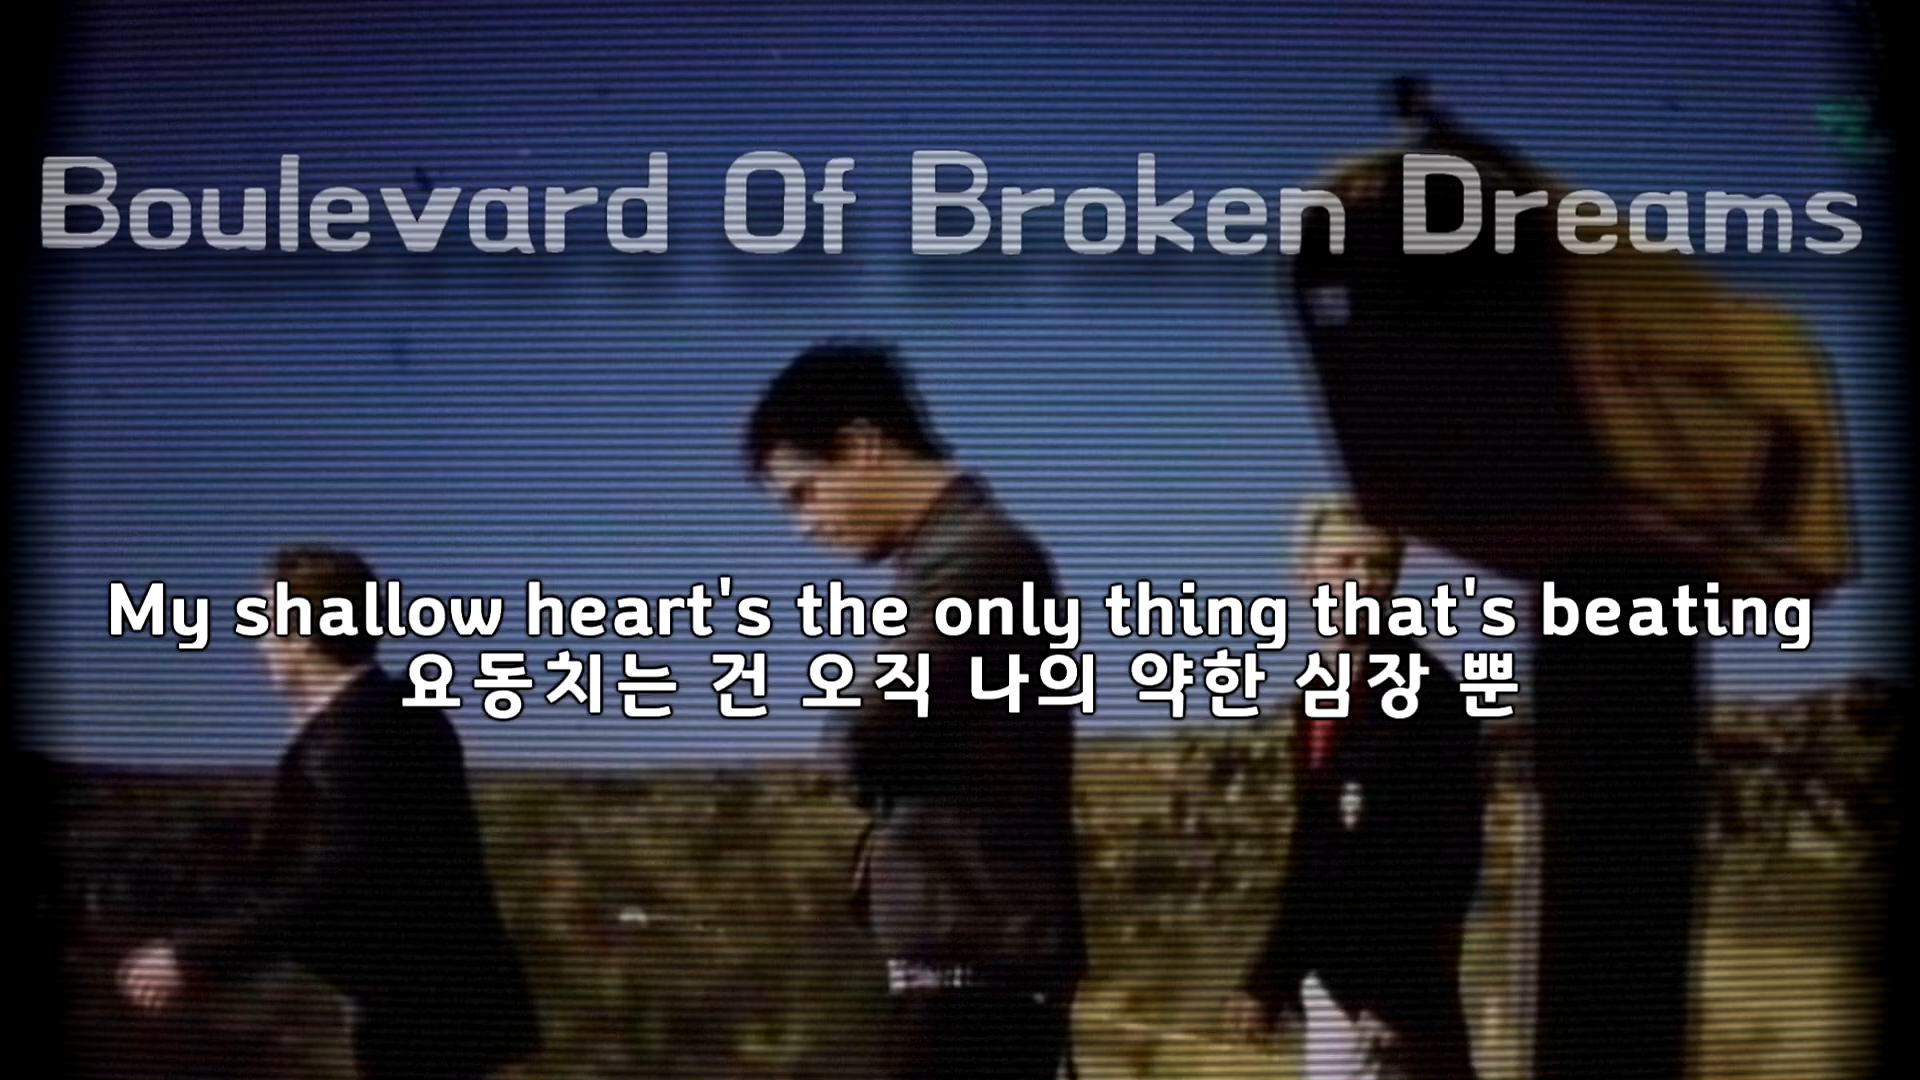 Boulevard Of Broken Dreams
My shallow heart's the only thing that's beating
요동치는 건 오직 나의 약한 심장 뿐